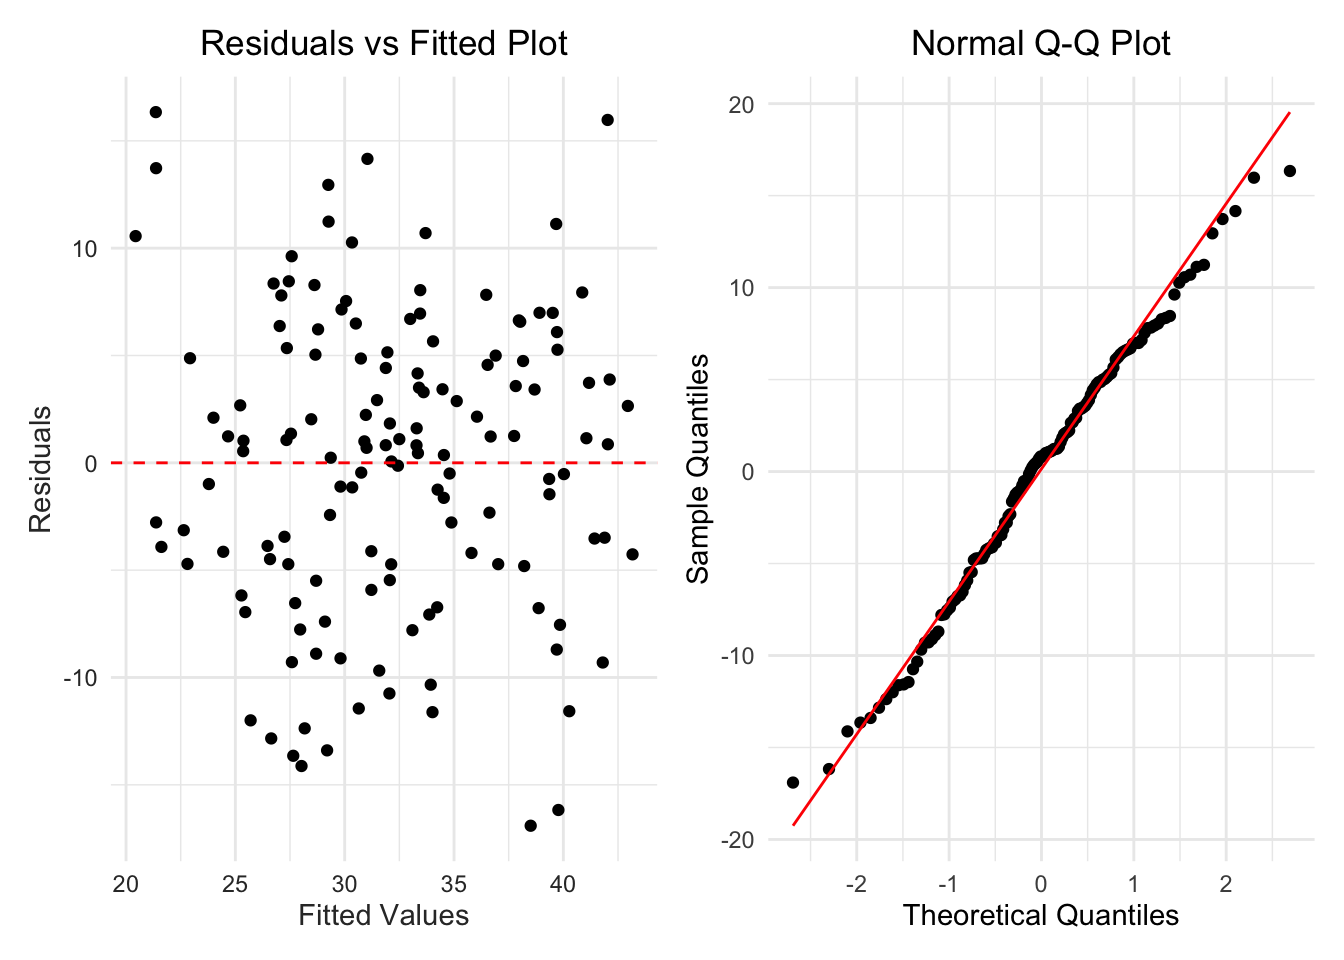 Residuals vs Fitted Plot
Residuals
10
0
-10
20 25 30 35 40
Fitted Values
Normal Q-Q Plot
Sample Quantiles
20
10
0
-10
-20
-2 -1 0 1 2
Theoretical Quantiles